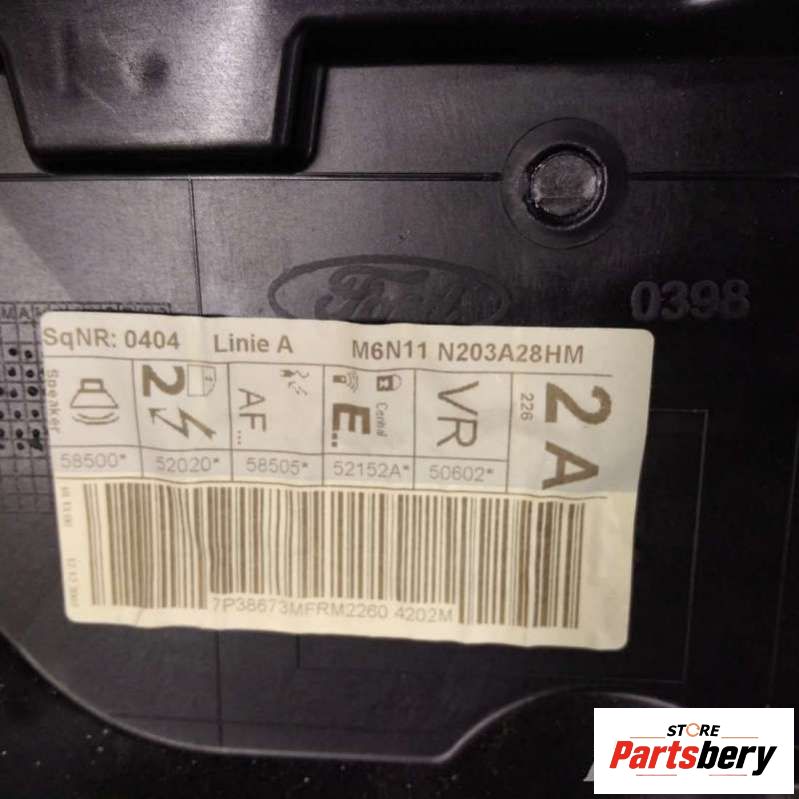 Ford
0398
SqNR: 0404 Linie A M6N11 N203A28HM
Speaker 2 AF... E.. Central VR 226 2A
58500* 52020* 58505* 52152A* 50602*
7P38673MFRM2260 4202M
STORE
Partsbery